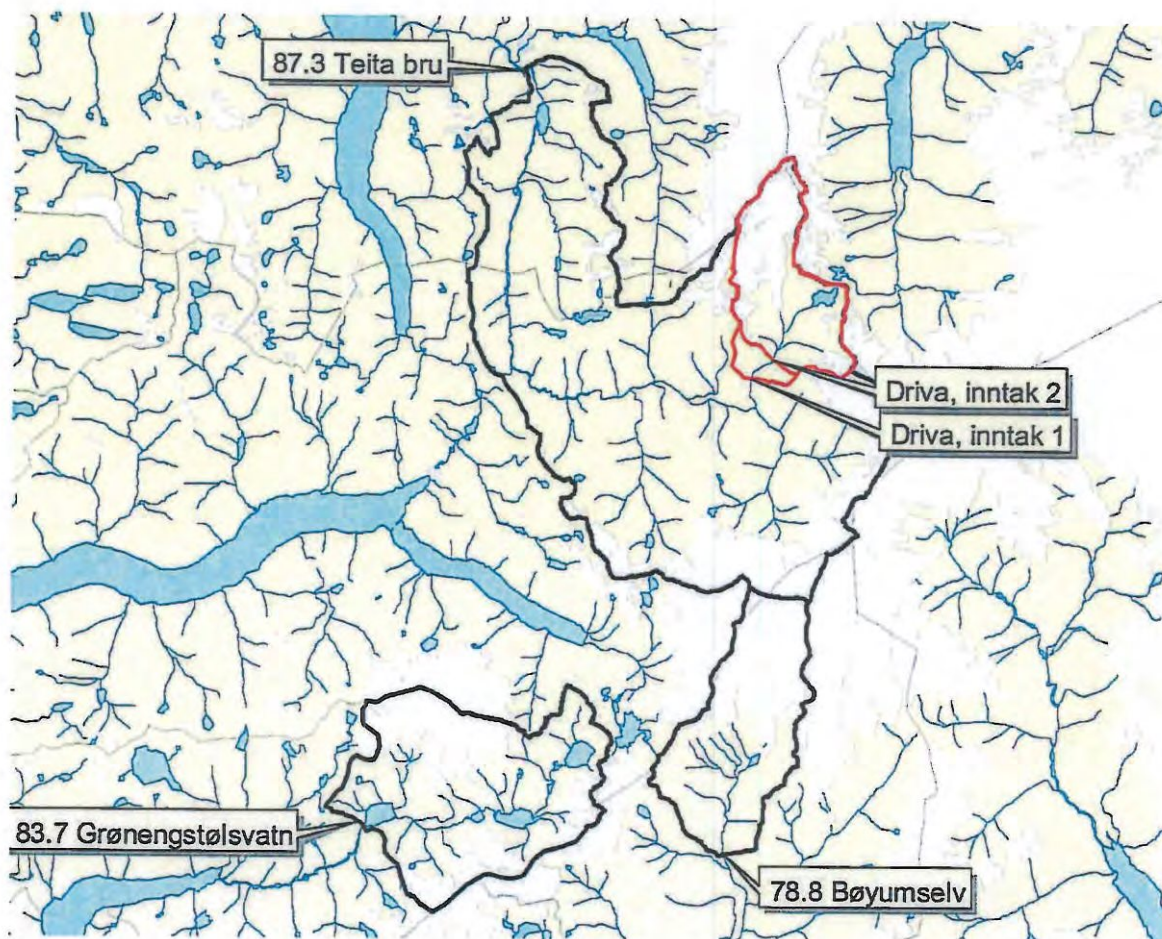 87.3 Teita bru
Driva, inntak 2
Driva, inntak 1
83.7 Grønengstølsvatn
78.8 Bøyumselv